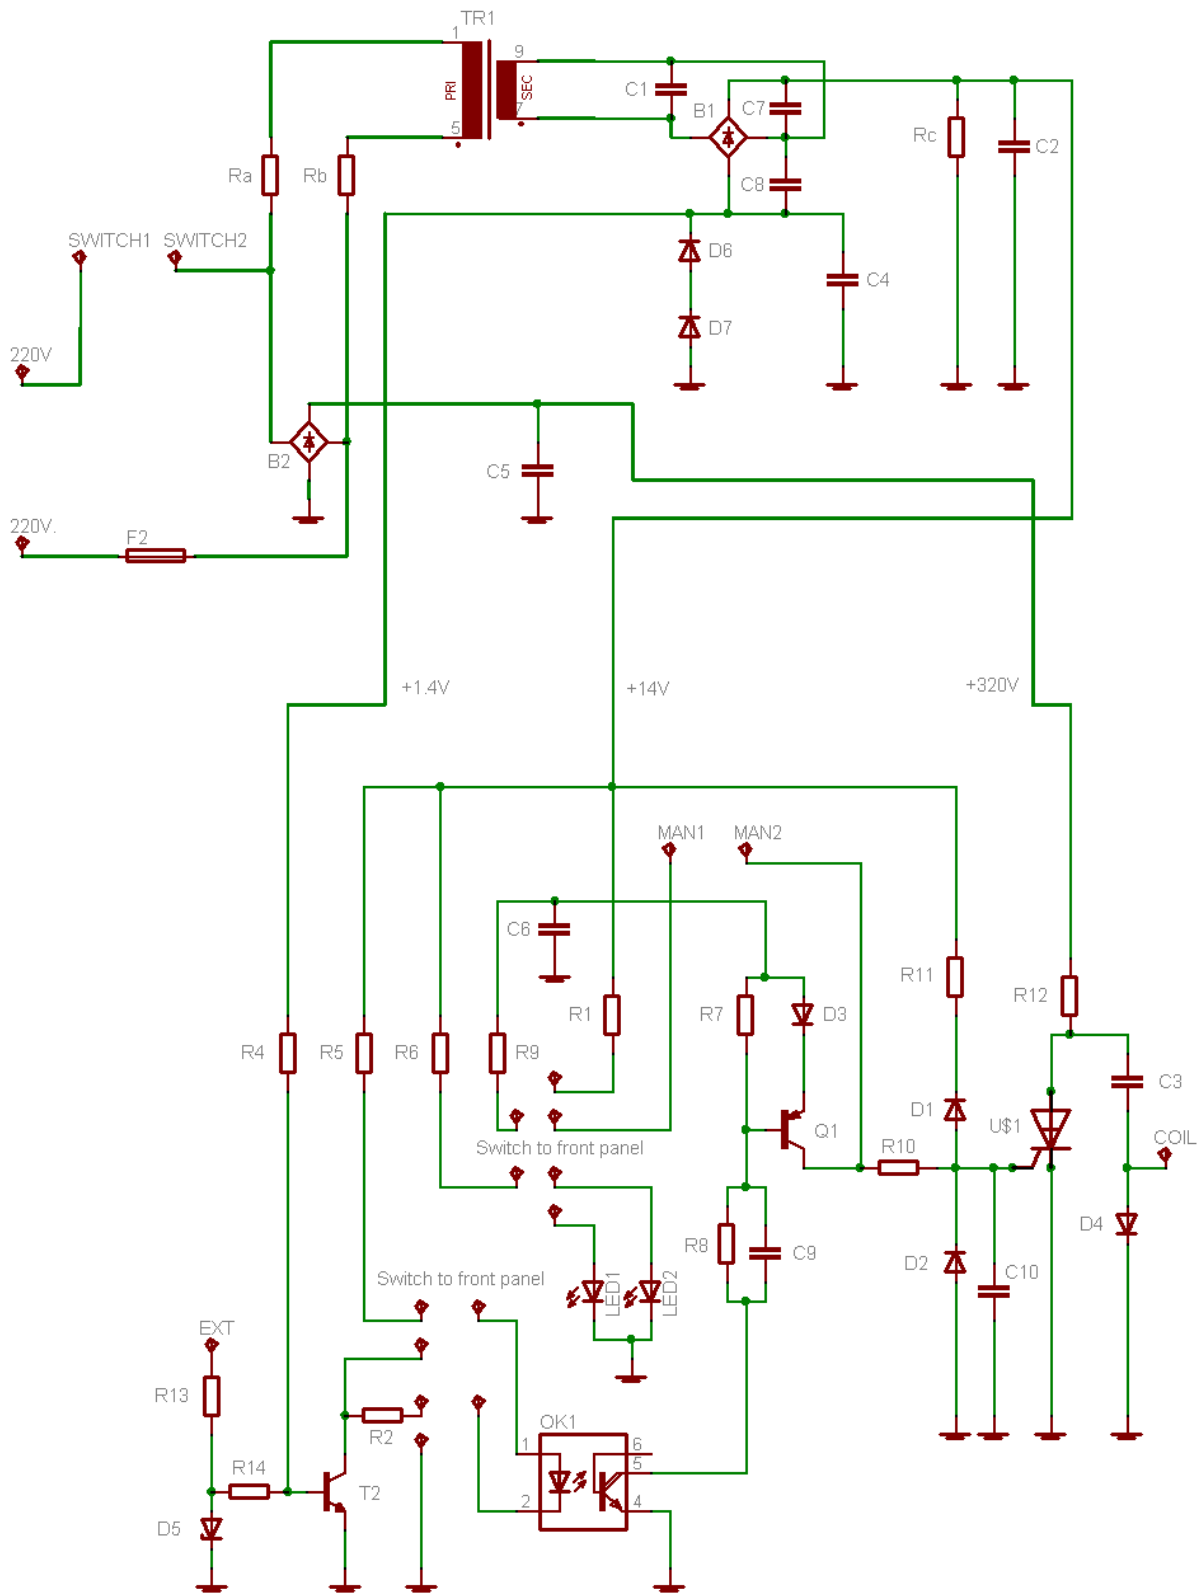 TR1
1
9
PRI
SEC
7
5
C1
B1
C7
C8
Rc
C2
Ra
Rb
SWITCH1
SWITCH2
D6
D7
C4
220V
B2
C5
220V.
F2
+1.4V
+14V
+320V
MAN1
MAN2
C6
R11
R12
R1
R7
D3
R4
R5
R6
R9
C3
D1
U$1
Q1
R10
COIL
Switch to front panel
R8
C9
D4
D2
C10
Switch to front panel
LED1
LED2
EXT
R13
R2
OK1
1
6
5
R14
T2
2
4
D5